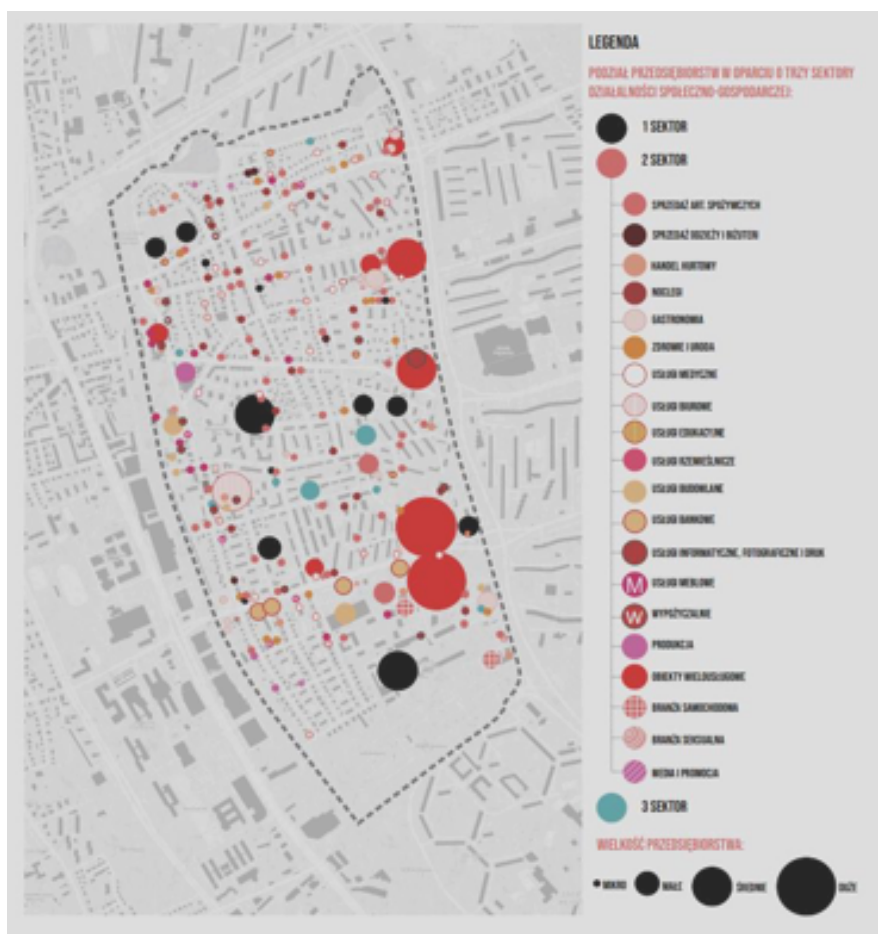 LEGENDA
PODZIAŁ PRZEDSIĘBIORSTW W OPARCIU O TRZY SEKTORY
DZIAŁALNOŚCI SPOŁECZNO-GOSPODARCZEJ:
1 SEKTOR
2 SEKTOR
SPRZEDAŻ ART. SPOŻYWCZYCH
SPRZEDAŻ ODZIEŻY I BIŻUTERII
HANDEL HURTOWY
NOCLEGI
GASTRONOMIA
ZDROWIE I URODA
USŁUGI MEDYCZNE
USŁUGI BIUROWE
USŁUGI EDUKACYJNE
USŁUGI RZEMIEŚLNICZE
USŁUGI BUDOWLANE
USŁUGI BANKOWE
USŁUGI INFORMATYCZNE, FOTOGRAFICZNE I DRUK
M USŁUGI MEBLOWE
W WYPOŻYCZALNIE
PRODUKCJA
OBIEKTY WIELOUSŁUGOWE
BRANŻA SAMOCHODOWA
BRANŻA SEKSUALNA
MEDIA I PROMOCJA
3 SEKTOR
WIELKOŚĆ PRZEDSIĘBIORSTWA:
MIKRO MAŁE ŚREDNIE DUŻE